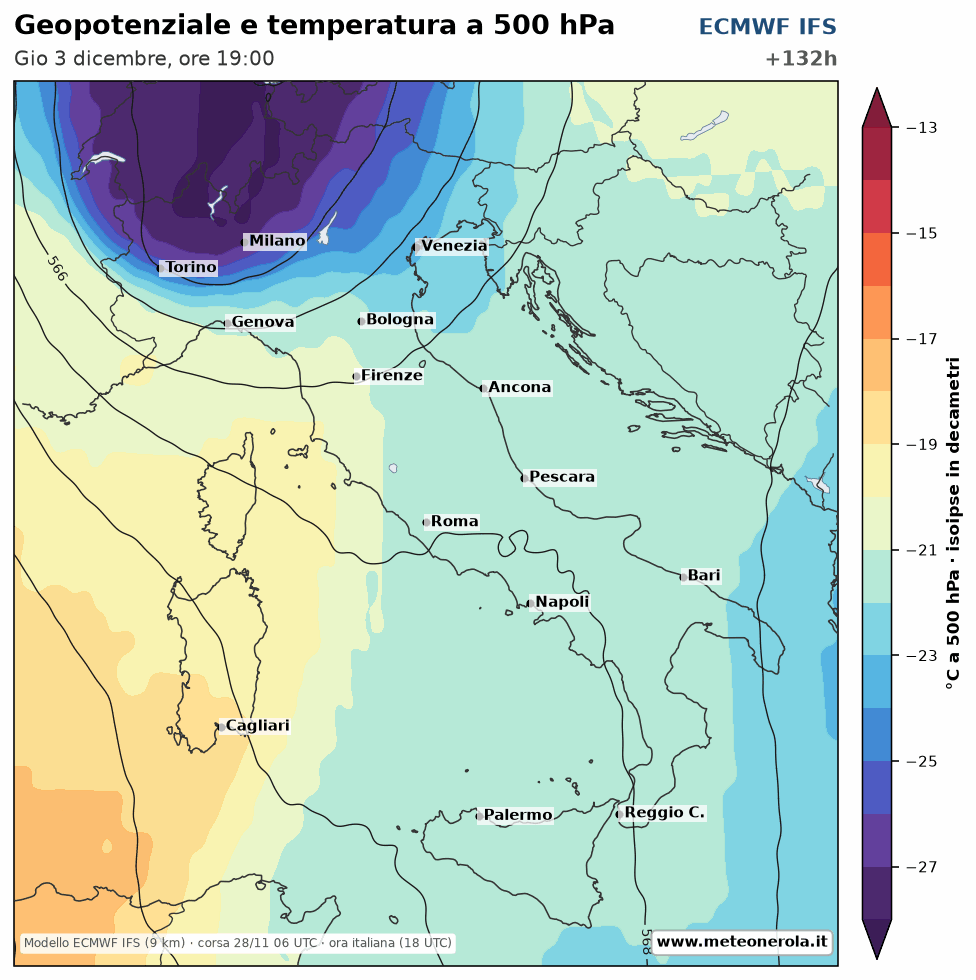 Geopotenziale e temperatura a 500 hPa
ECMWF IFS
Gio 3 dicembre, ore 19:00
+132h
566
Milano
Torino
Venezia
Genova
Bologna
Firenze
Ancona
Pescara
Roma
Bari
Napoli
Cagliari
Palermo
Reggio C.
568
−13
−15
−17
−19
−21
−23
−25
−27
°C a 500 hPa · isoipse in decametri
Modello ECMWF IFS (9 km) · corsa 28/11 06 UTC · ora italiana (18 UTC)
www.meteonerola.it